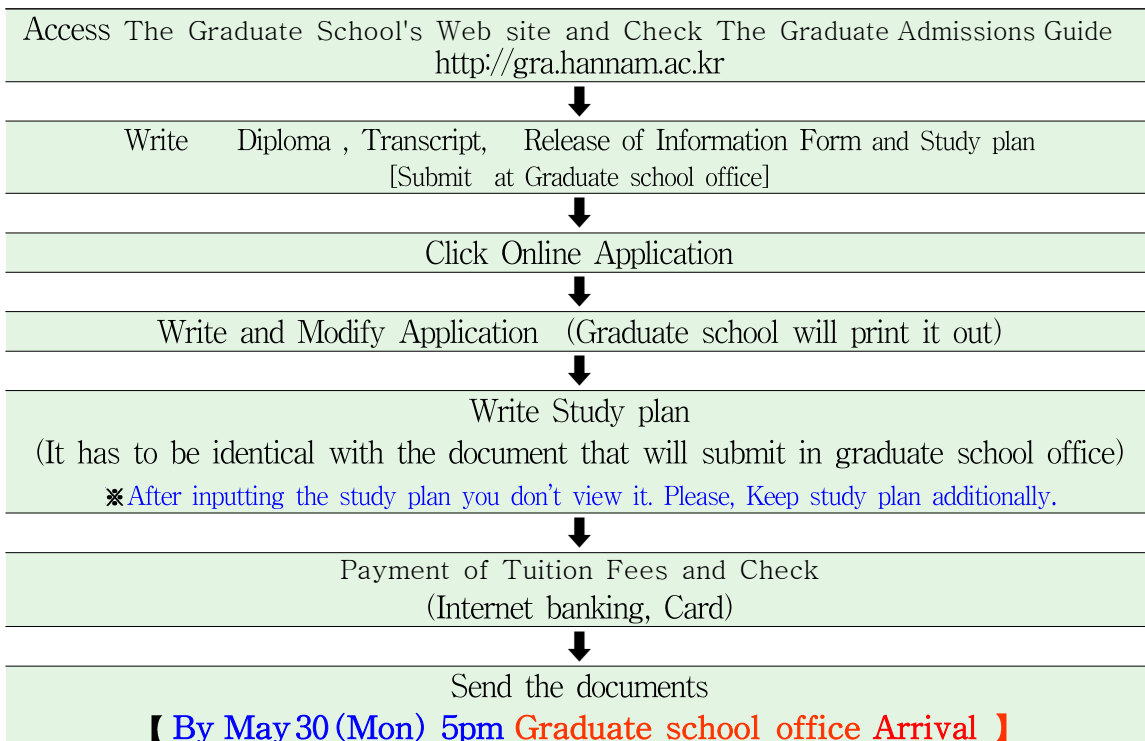 Access The Graduate School's Web site and Check The Graduate Admissions Guide
http://gra.hannam.ac.kr
Write Diploma , Transcript, Release of Information Form and Study plan
[Submit at Graduate school office]
Click Online Application
Write and Modify Application (Graduate school will print it out)
Write Study plan
(It has to be identical with the document that will submit in graduate school office)
※After inputting the study plan you don't view it. Please, Keep study plan additionally.
Payment of Tuition Fees and Check
(Internet banking, Card)
Send the documents
【 By May 30 (Mon) 5pm Graduate school office Arrival 】